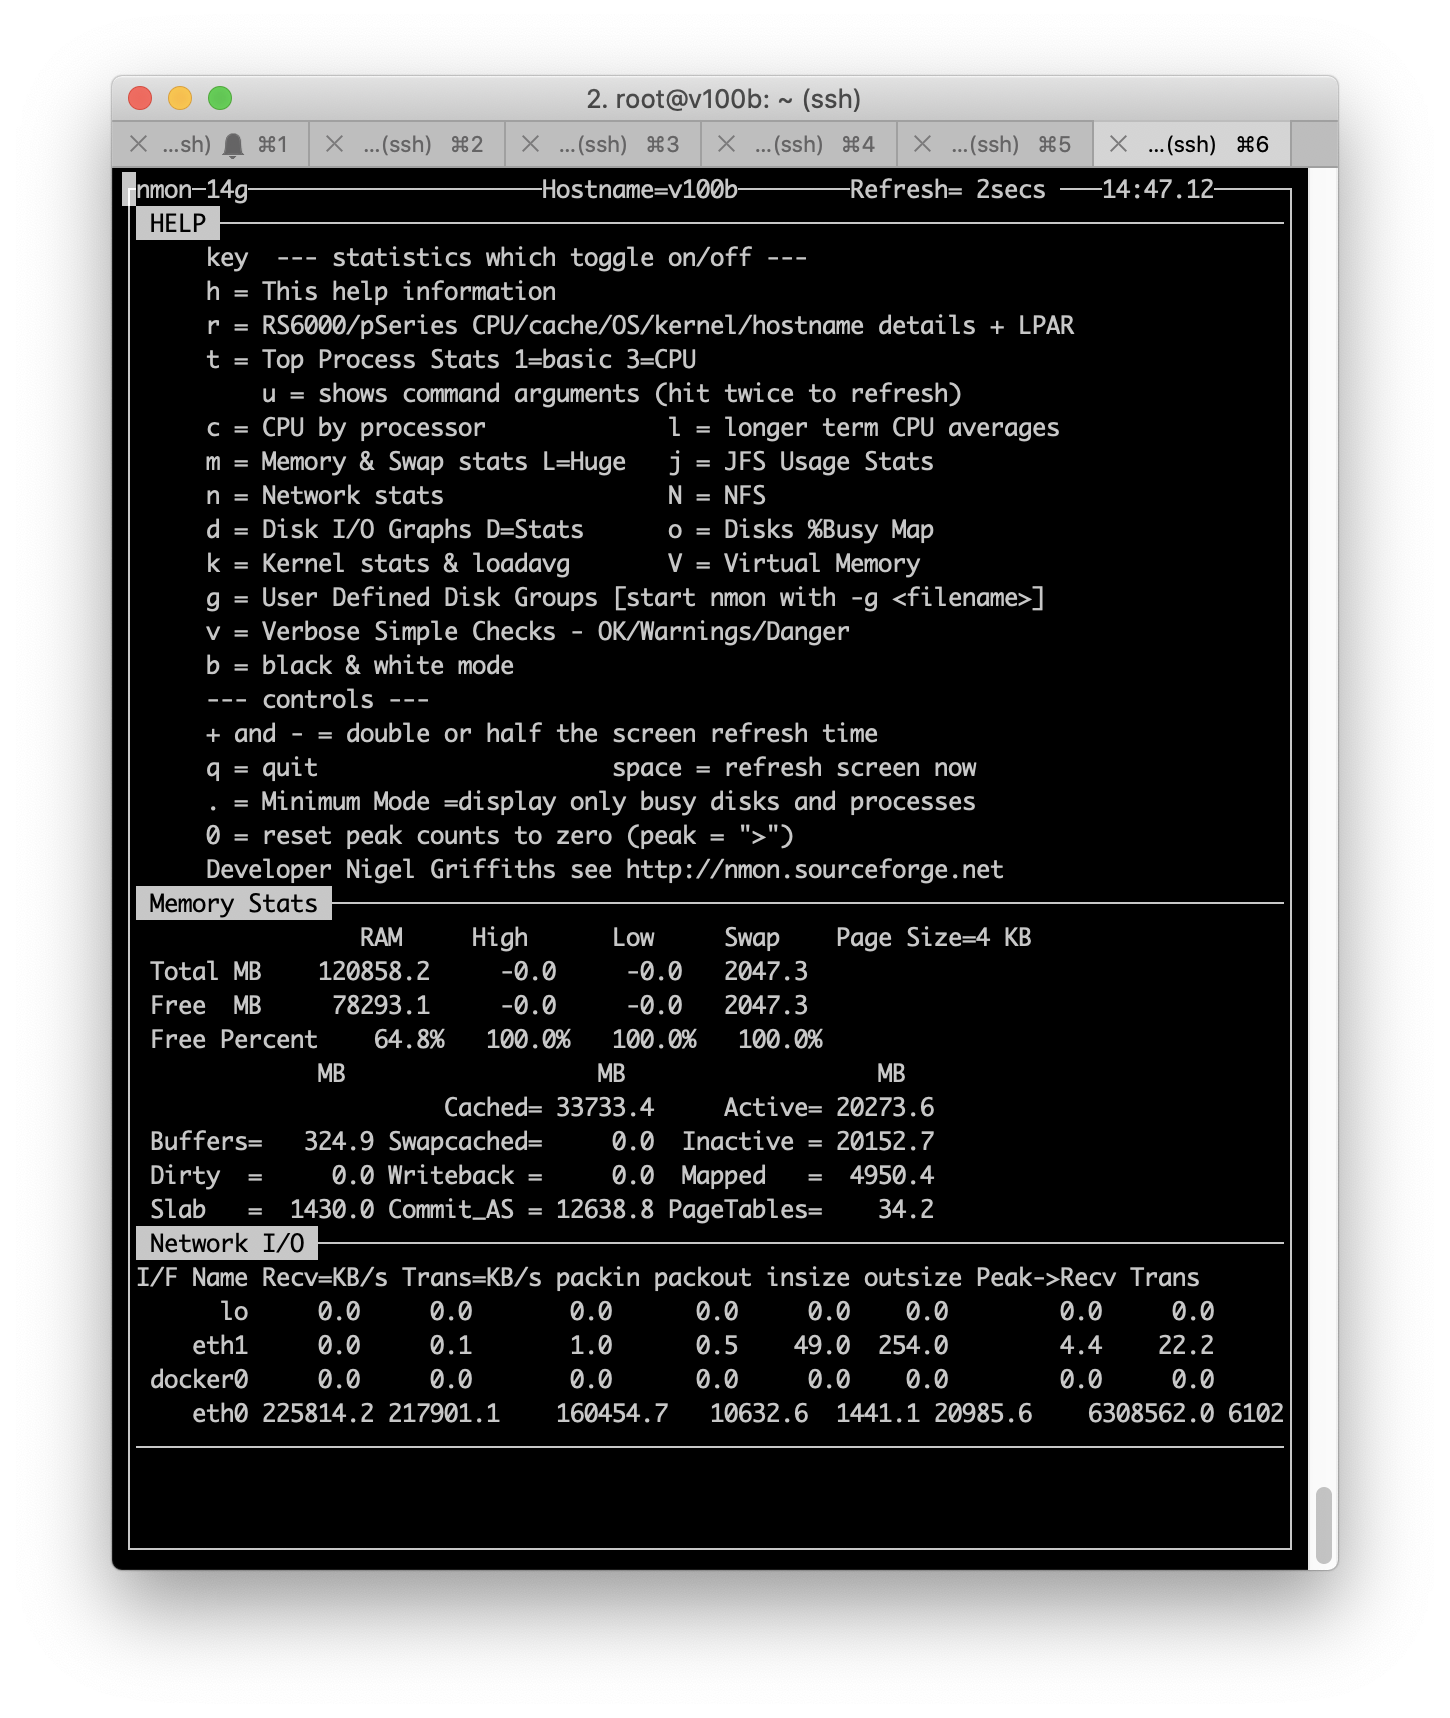 2. root@v100b: ~ (ssh)
...sh) ⌘1 ...(ssh) ⌘2 ...(ssh) ⌘3 ...(ssh) ⌘4 ...(ssh) ⌘5 ...(ssh) ⌘6
nmon─14g Hostname=v100b Refresh= 2secs 14:47.12
HELP
key --- statistics which toggle on/off ---
h = This help information
r = RS6000/pSeries CPU/cache/OS/kernel/hostname details + LPAR
t = Top Process Stats 1=basic 3=CPU
u = shows command arguments (hit twice to refresh)
c = CPU by processor l = longer term CPU averages
m = Memory & Swap stats L=Huge j = JFS Usage Stats
n = Network stats N = NFS
d = Disk I/O Graphs D=Stats o = Disks %Busy Map
k = Kernel stats & loadavg V = Virtual Memory
g = User Defined Disk Groups [start nmon with -g <filename>]
v = Verbose Simple Checks - OK/Warnings/Danger
b = black & white mode
--- controls ---
+ and - = double or half the screen refresh time
q = quit space = refresh screen now
. = Minimum Mode =display only busy disks and processes
0 = reset peak counts to zero (peak = ">")
Developer Nigel Griffiths see http://nmon.sourceforge.net
Memory Stats
RAM High Low Swap Page Size=4 KB
Total MB 120858.2 -0.0 -0.0 2047.3
Free MB 78293.1 -0.0 -0.0 2047.3
Free Percent 64.8% 100.0% 100.0% 100.0%
MB MB MB
Cached= 33733.4 Active= 20273.6
Buffers= 324.9 Swapcached= 0.0 Inactive = 20152.7
Dirty = 0.0 Writeback = 0.0 Mapped = 4950.4
Slab = 1430.0 Commit_AS = 12638.8 PageTables= 34.2
Network I/O
I/F Name Recv=KB/s Trans=KB/s packin packout insize outsize Peak->Recv Trans
lo 0.0 0.0 0.0 0.0 0.0 0.0 0.0 0.0
eth1 0.0 0.1 1.0 0.5 49.0 254.0 4.4 22.2
docker0 0.0 0.0 0.0 0.0 0.0 0.0 0.0 0.0
eth0 225814.2 217901.1 160454.7 10632.6 1441.1 20985.6 6308562.0 6102